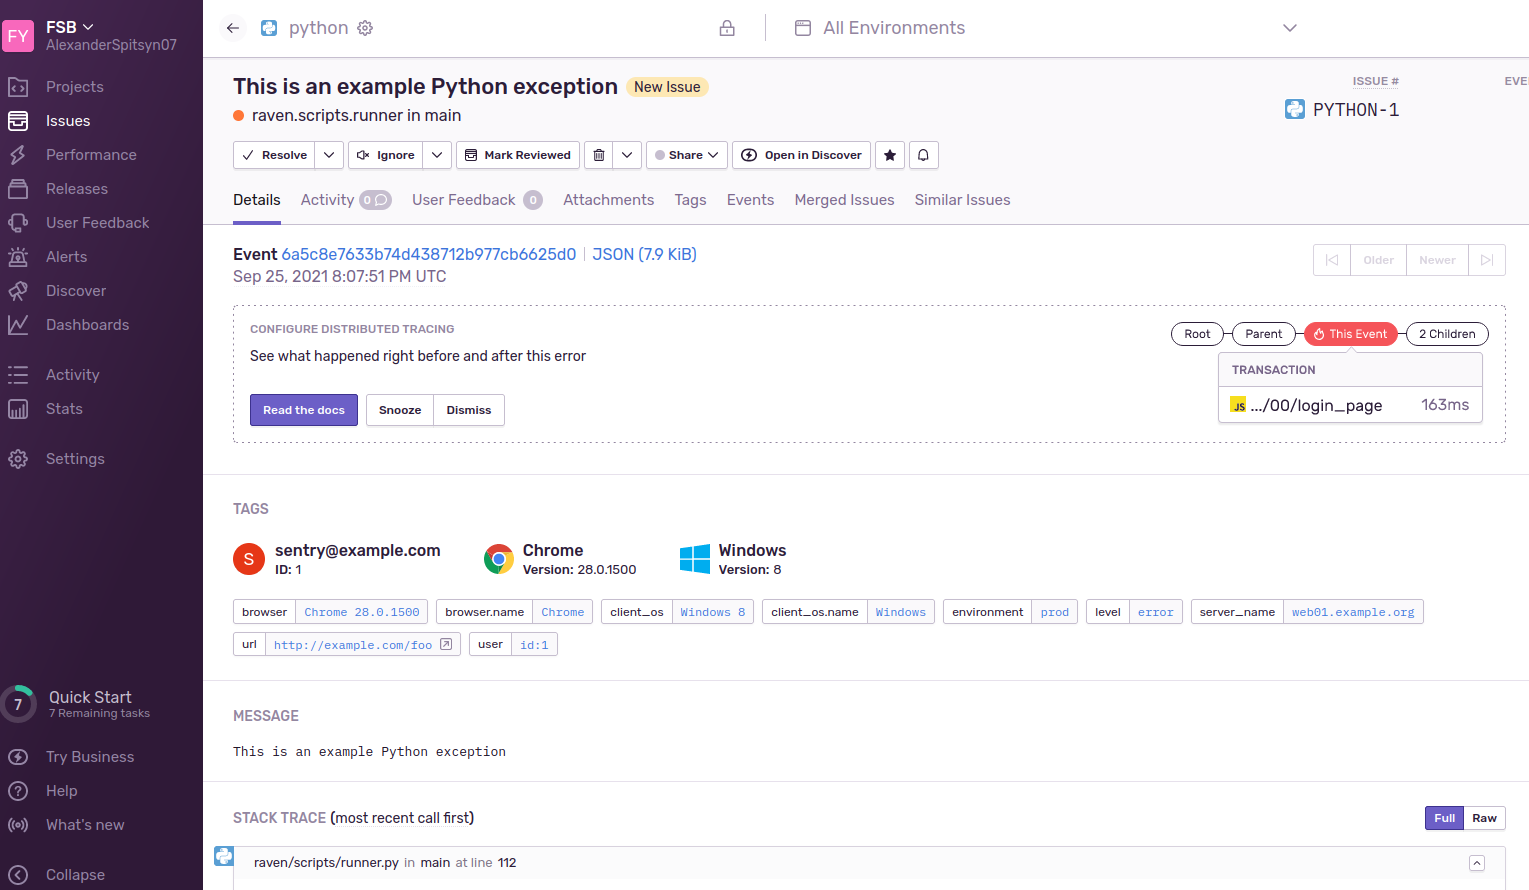 FY
FSB
AlexanderSpitsyn07
Projects
Issues
Performance
Releases
User Feedback
Alerts
Discover
Dashboards
Activity
Stats
Settings
7
Quick Start
7 Remaining tasks
Try Business
Help
What's new
Collapse
python
All Environments
This is an example Python exception New Issue
raven.scripts.runner in main
ISSUE #
PYTHON-1
Resolve Ignore Mark Reviewed Share Open in Discover
Details Activity 0 User Feedback 0 Attachments Tags Events Merged Issues Similar Issues
Event 6a5c8e7633b74d438712b977cb6625d0 JSON (7.9 KiB)
Sep 25, 2021 8:07:51 PM UTC
Older Newer
CONFIGURE DISTRIBUTED TRACING
See what happened right before and after this error
Read the docs Snooze Dismiss
Root Parent This Event 2 Children
TRANSACTION
JS .../00/login_page 163ms
TAGS
S
sentry@example.com
ID: 1
Chrome
Version: 28.0.1500
Windows
Version: 8
browser Chrome 28.0.1500 browser.name Chrome client_os Windows 8 client_os.name Windows environment prod level error server_name web01.example.org
url http://example.com/foo user id:1
MESSAGE
This is an example Python exception
STACK TRACE (most recent call first)
Full Raw
raven/scripts/runner.py in main at line 112